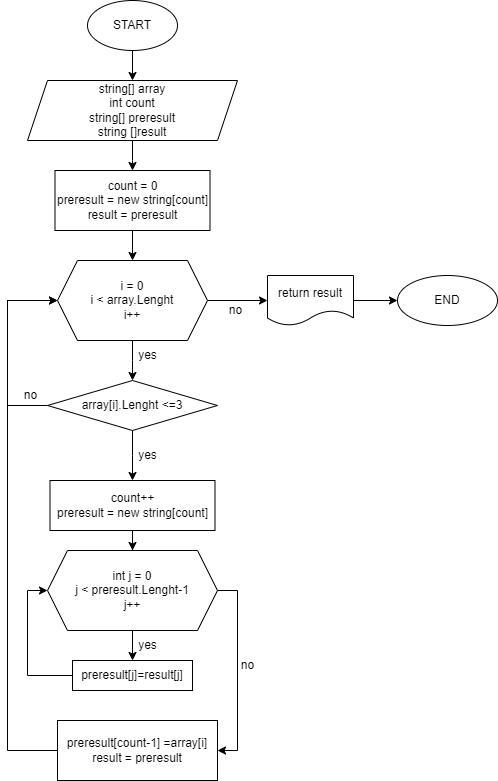 START
string[] array
int count
string[] preresult
string []result
count = 0
preresult = new string[count]
result = preresult
i = 0
i < array.Lenght
i++
no
return result
END
yes
no
array[i].Lenght <=3
yes
count++
preresult = new string[count]
int j = 0
j < preresult.Lenght-1
j++
yes
no
preresult[j]=result[j]
preresult[count-1] =array[i]
result = preresult